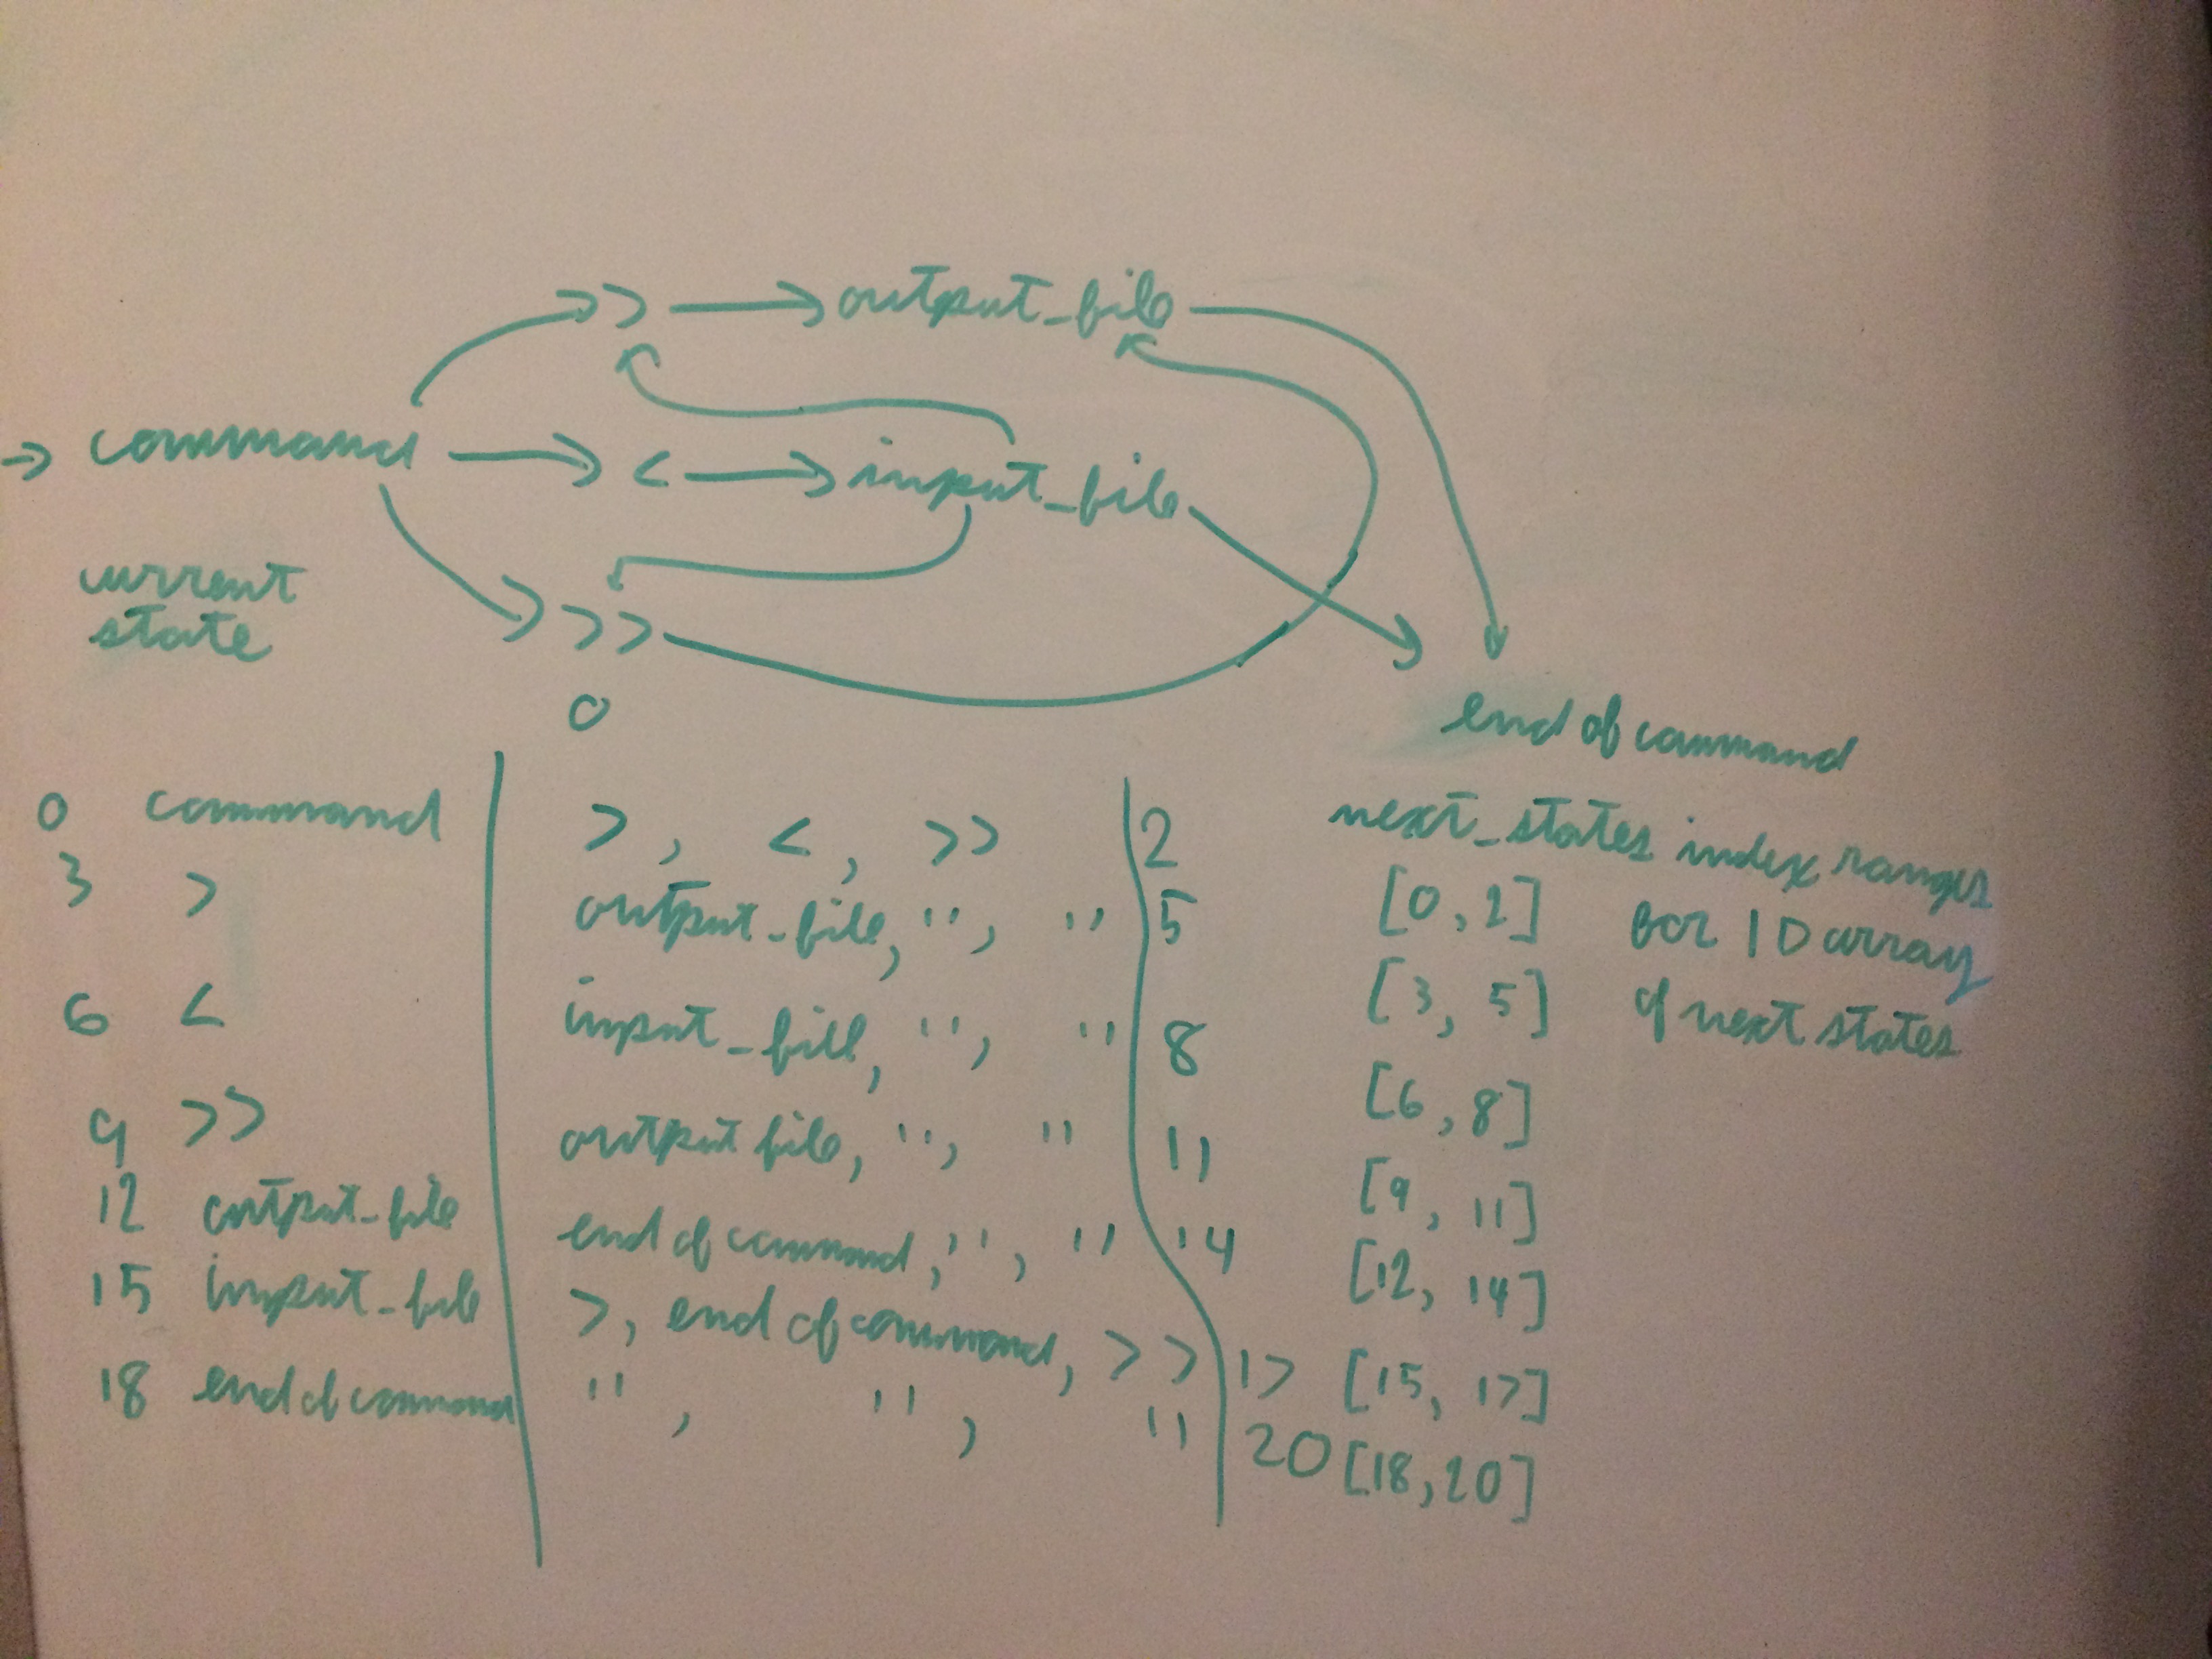 > → output_file
→ command → < → input_file
current
state
>>
0
end of command
next_states index ranges
for 1D array
of next states
0 command | >, <, >> | 2 [0, 2]
3 > | output_file, '', '' | 5 [3, 5]
6 < | input_file, '', '' | 8 [6, 8]
9 >> | output file, '', '' | 11 [9, 11]
12 output_file | end of command, '', '' | 14 [12, 14]
15 input_file | >, end of command, >> | 17 [15, 17]
18 end of command | '', '', '' | 20 [18, 20]